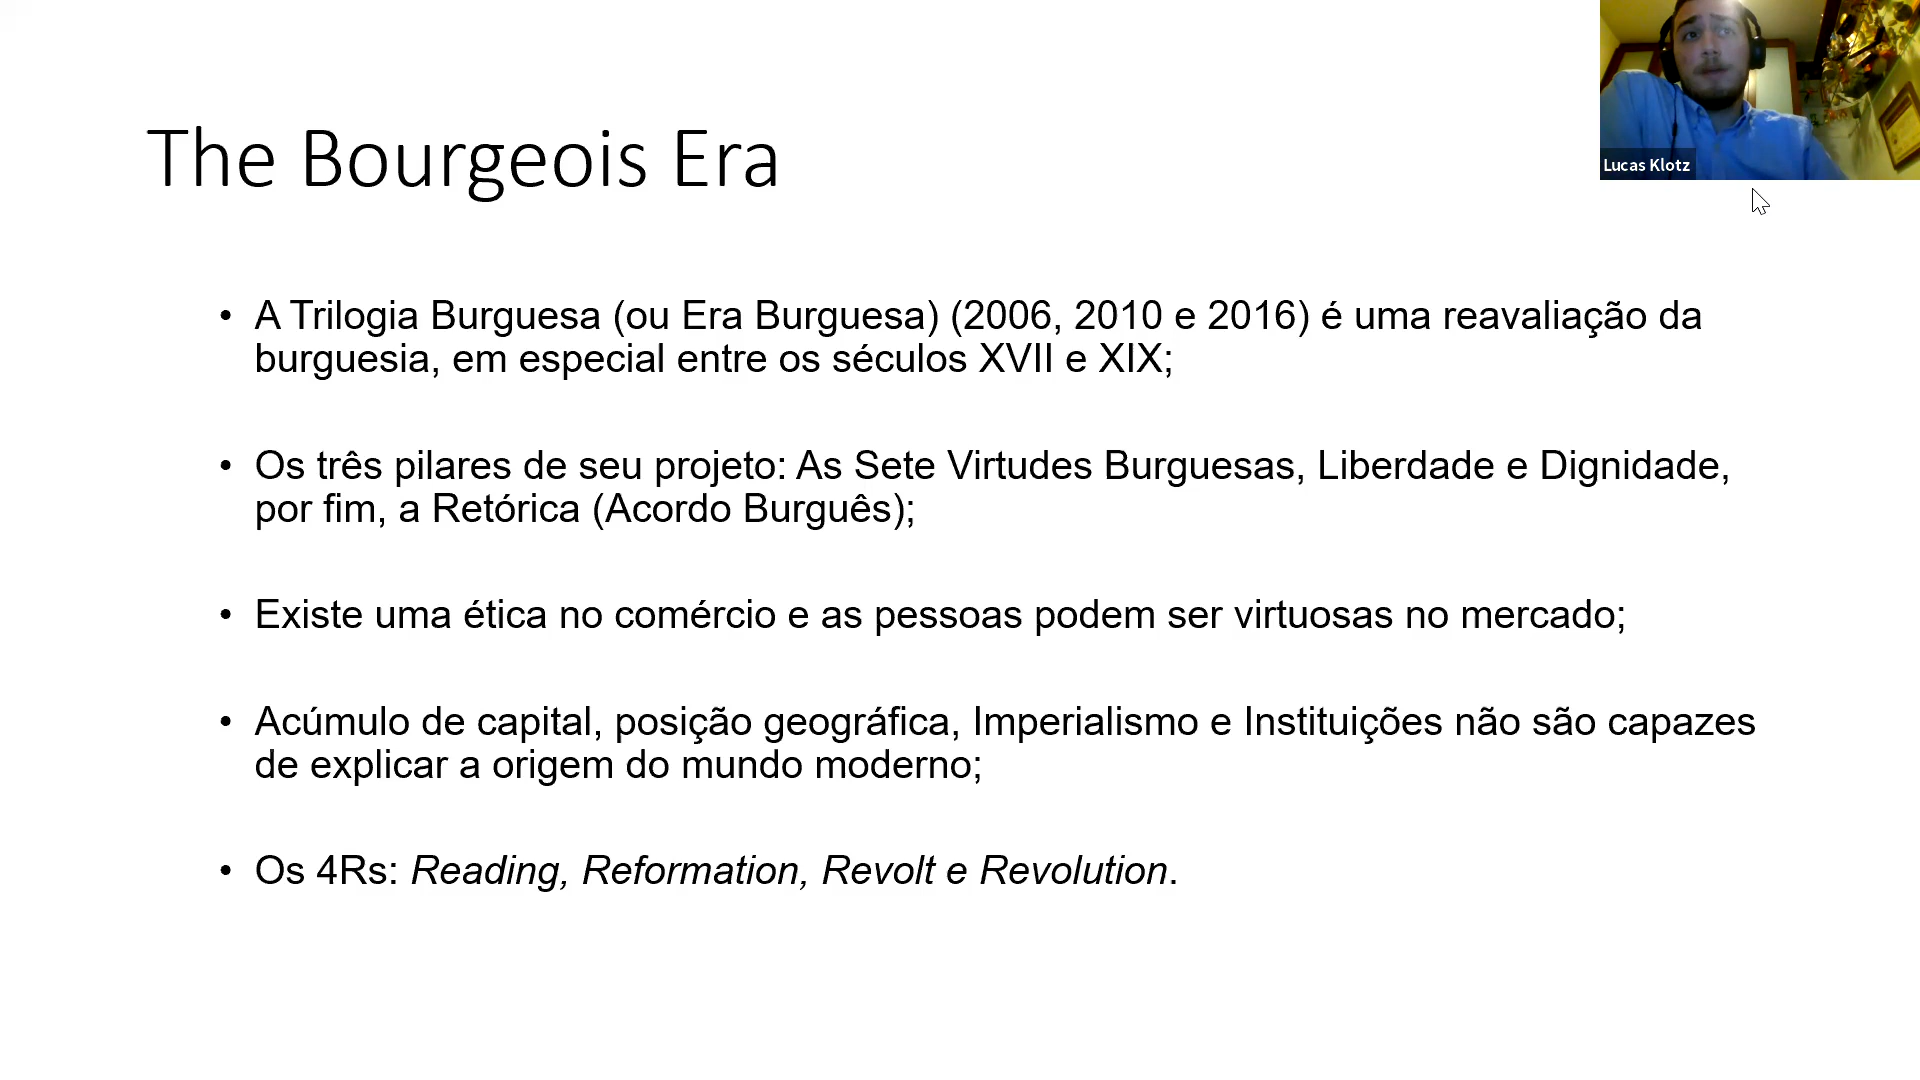 The Bourgeois Era
Lucas Klotz
• A Trilogia Burguesa (ou Era Burguesa) (2006, 2010 e 2016) é uma reavaliação da
burguesia, em especial entre os séculos XVII e XIX;
• Os três pilares de seu projeto: As Sete Virtudes Burguesas, Liberdade e Dignidade,
por fim, a Retórica (Acordo Burguês);
• Existe uma ética no comércio e as pessoas podem ser virtuosas no mercado;
• Acúmulo de capital, posição geográfica, Imperialismo e Instituições não são capazes
de explicar a origem do mundo moderno;
• Os 4Rs: Reading, Reformation, Revolt e Revolution.